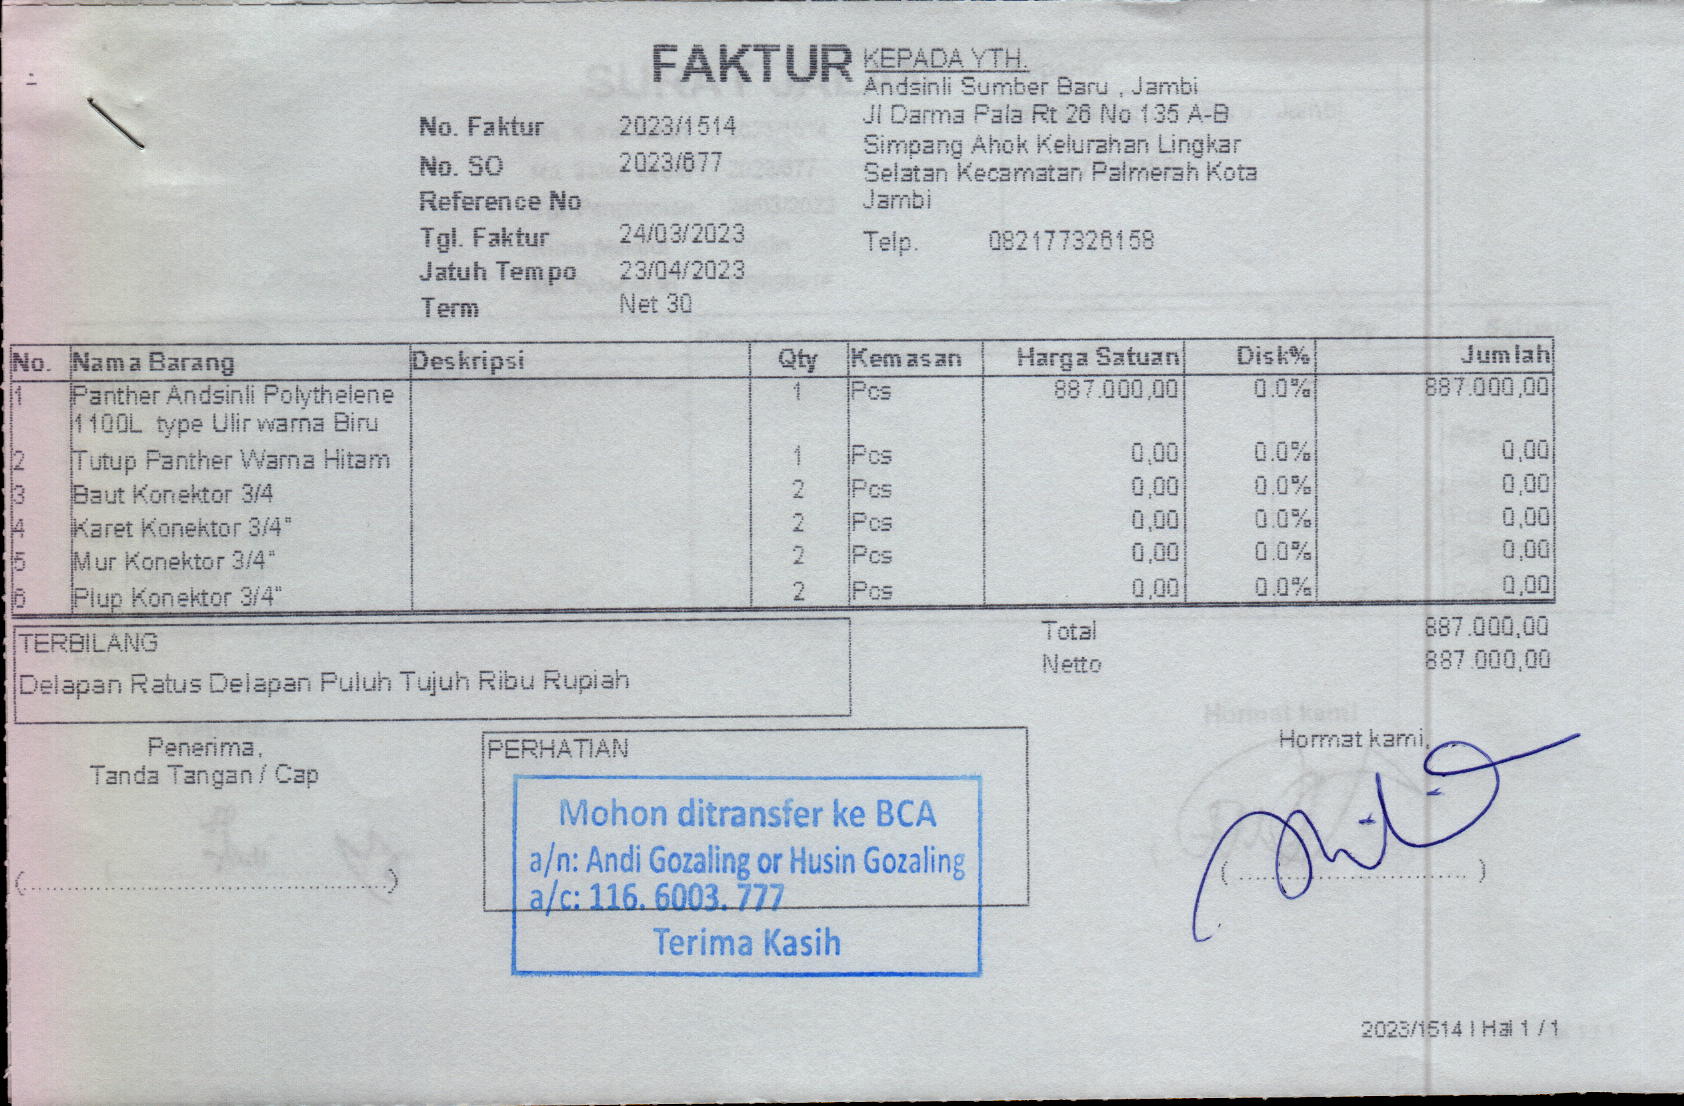 FAKTUR
KEPADA YTH.
Andsinli Sumber Baru , Jambi
Jl Darma Pala Rt 26 No 135 A-B
Simpang Ahok Kelurahan Lingkar
Selatan Kecamatan Palmerah Kota
Jambi
Telp. 082177326158
No. Faktur 2023/1514
No. SO 2023/677
Reference No
Tgl. Faktur 24/03/2023
Jatuh Tempo 23/04/2023
Term Net 30
No. Nama Barang Deskripsi Qty Kemasan Harga Satuan Disk% Jumlah
1 Panther Andsinli Polythelene 1 Pcs 887.000,00 0.0% 887.000,00
1100L type Ulir warna Biru
2 Tutup Panther Warna Hitam 1 Pcs 0,00 0.0% 0,00
3 Baut Konektor 3/4 2 Pcs 0,00 0.0% 0,00
4 Karet Konektor 3/4" 2 Pcs 0,00 0.0% 0,00
5 Mur Konektor 3/4" 2 Pcs 0,00 0.0% 0,00
6 Plup Konektor 3/4" 2 Pcs 0,00 0.0% 0,00
Total 887.000,00
Netto 887.000,00
TERBILANG
Delapan Ratus Delapan Puluh Tujuh Ribu Rupiah
Penerima,
Tanda Tangan / Cap
PERHATIAN
Mohon ditransfer ke BCA
a/n: Andi Gozaling or Husin Gozaling
a/c: 116. 6003. 777
Terima Kasih
Hormat kami,
2023/1514 | Hal 1 / 1